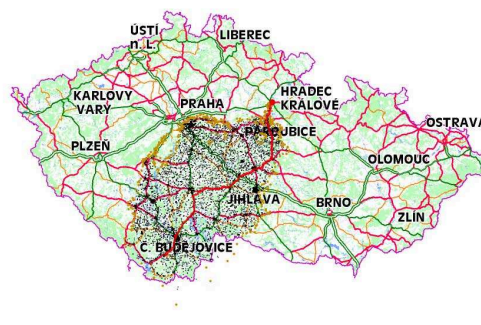 ÚSTÍ
n. L.
LIBEREC
KARLOVY
VARY
PRAHA
HRADEC
KRÁLOVÉ
PARDUBICE
OSTRAVA
PLZEŇ
OLOMOUC
JIHLAVA
BRNO
ZLÍN
Č. BUDĚJOVICE